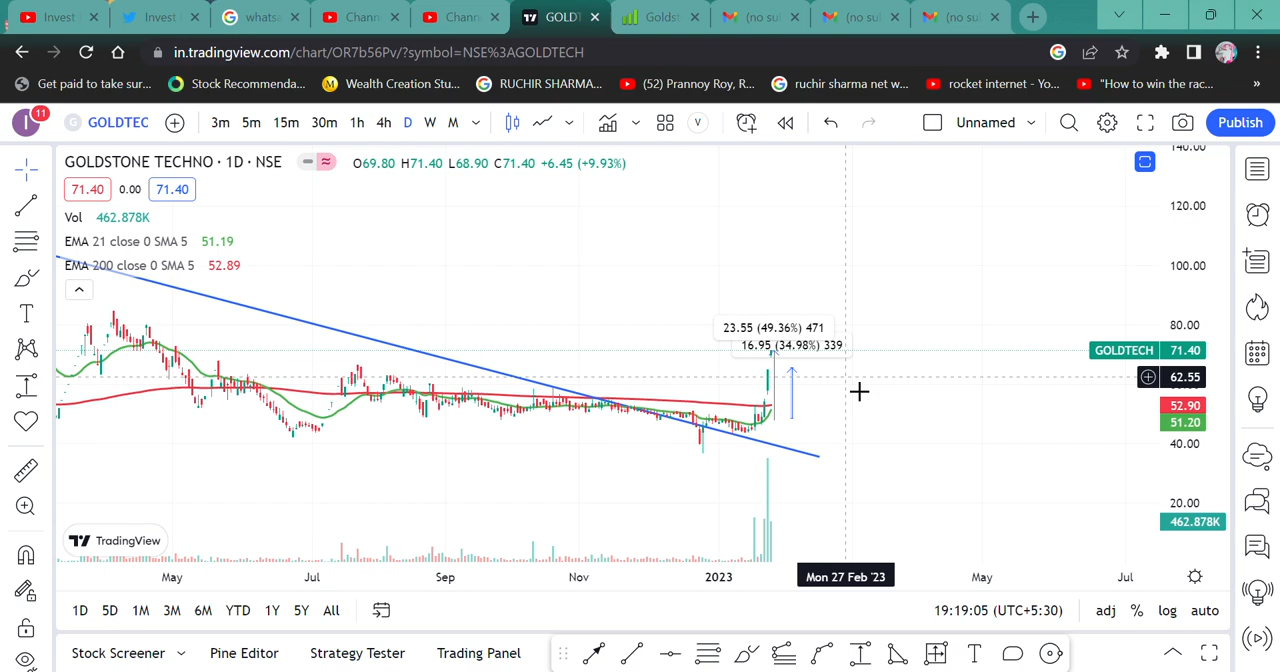 Invest
Invest
whats
Chann
Chann
GOLDT
Goldst
(no su
(no su
(no su
in.tradingview.com/chart/OR7b56Pv/?symbol=NSE%3AGOLDTECH
Get paid to take sur...
Stock Recommenda...
Wealth Creation Stu...
RUCHIR SHARMA...
(52) Prannoy Roy, R...
ruchir sharma net w...
rocket internet - Yo...
"How to win the rac...
»
I
11
G
GOLDTEC
3m 5m 15m 30m 1h 4h D W M
V
Unnamed
Publish
GOLDSTONE TECHNO · 1D · NSE
O69.80 H71.40 L68.90 C71.40 +6.45 (+9.93%)
71.40 0.00 71.40
Vol 462.878K
EMA 21 close 0 SMA 5 51.19
EMA 200 close 0 SMA 5 52.89
140.00
120.00
100.00
80.00
23.55 (49.36%) 471
16.95 (34.98%) 339
GOLDTECH 71.40
62.55
52.90
51.20
40.00
20.00
462.878K
TradingView
May Jul Sep Nov 2023 Mon 27 Feb '23 May Jul
1D 5D 1M 3M 6M YTD 1Y 5Y All
19:19:05 (UTC+5:30)
adj % log auto
Stock Screener
Pine Editor
Strategy Tester
Trading Panel